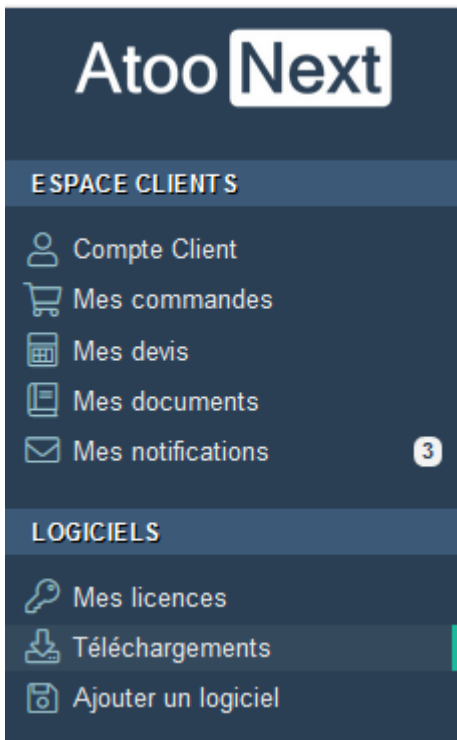 Atoo Next
ESPACE CLIENTS
Compte Client
Mes commandes
Mes devis
Mes documents
Mes notifications 3
LOGICIELS
Mes licences
Téléchargements
Ajouter un logiciel